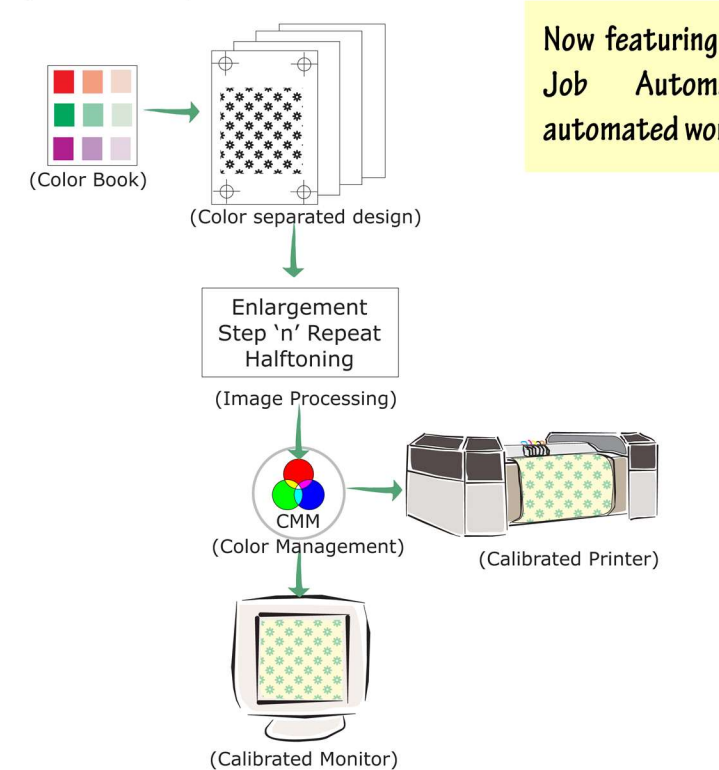 Now featuring
Job Autom
automated wor
(Color Book)
(Color separated design)
Enlargement
Step ‘n’ Repeat
Halftoning
(Image Processing)
CMM
(Color Management)
(Calibrated Printer)
(Calibrated Monitor)